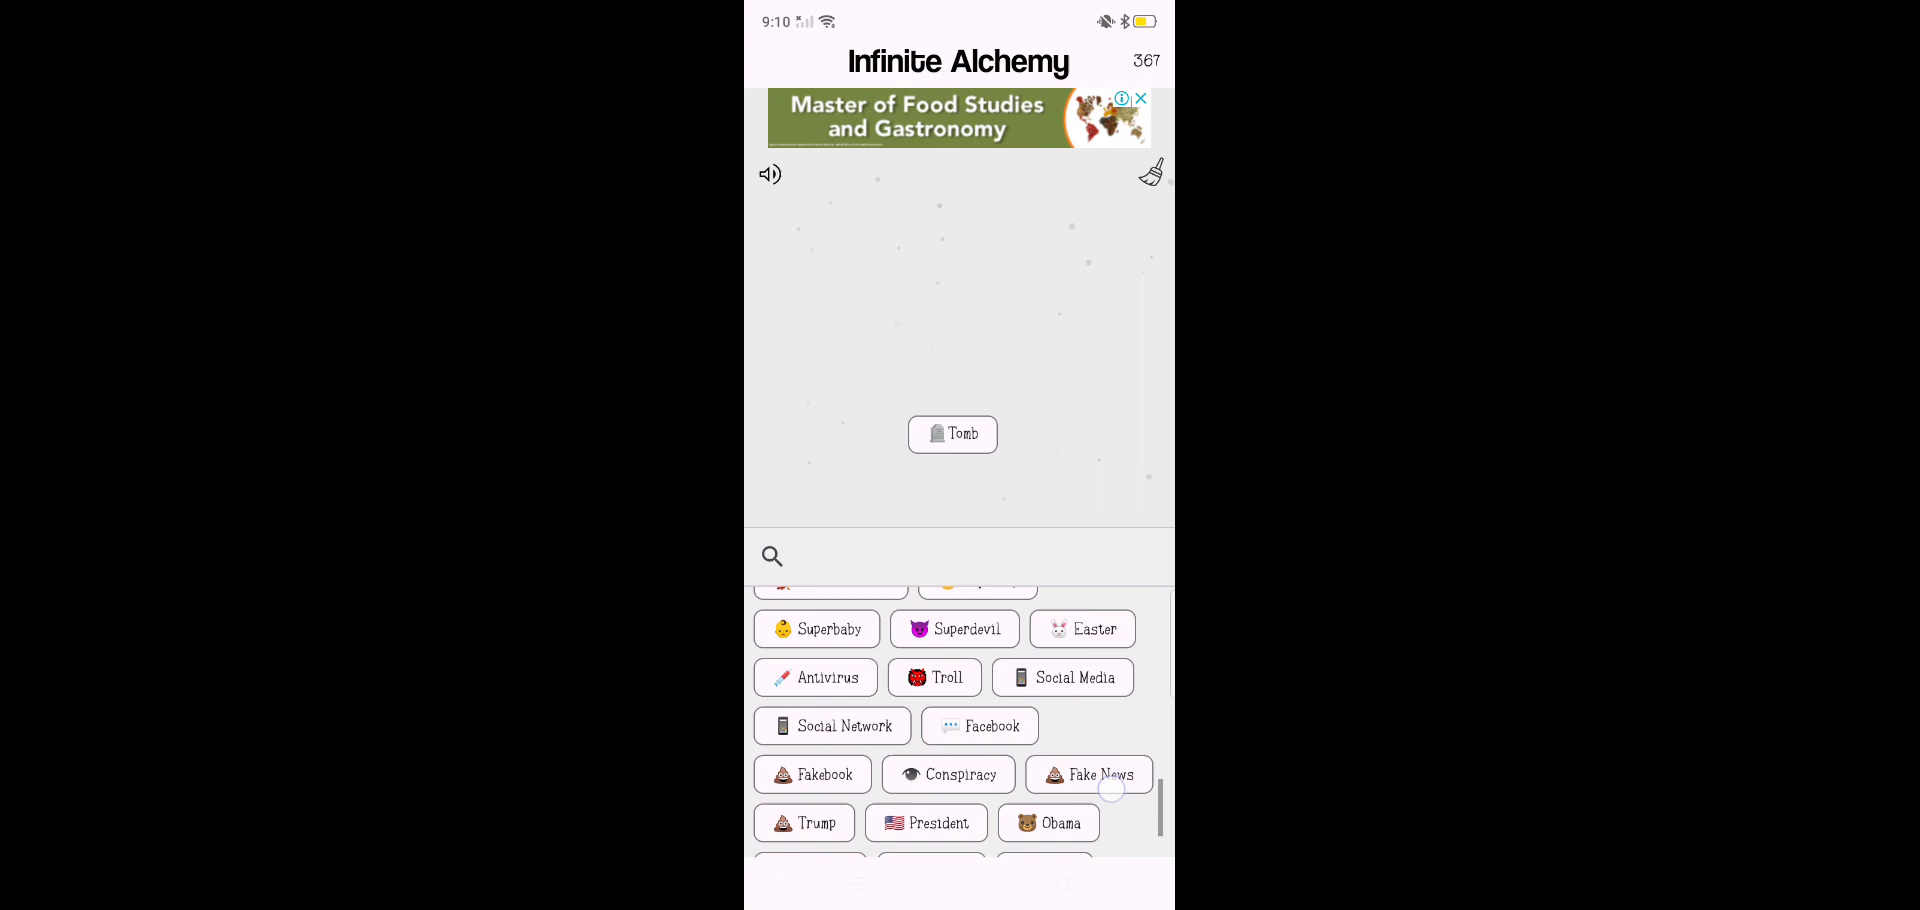 9:10
Infinite Alchemy
367
Master of Food Studies
and Gastronomy
Tomb
Superbaby
Superdevil
Easter
Antivirus
Troll
Social Media
Social Network
Facebook
Fakebook
Conspiracy
Fake News
Trump
President
Obama